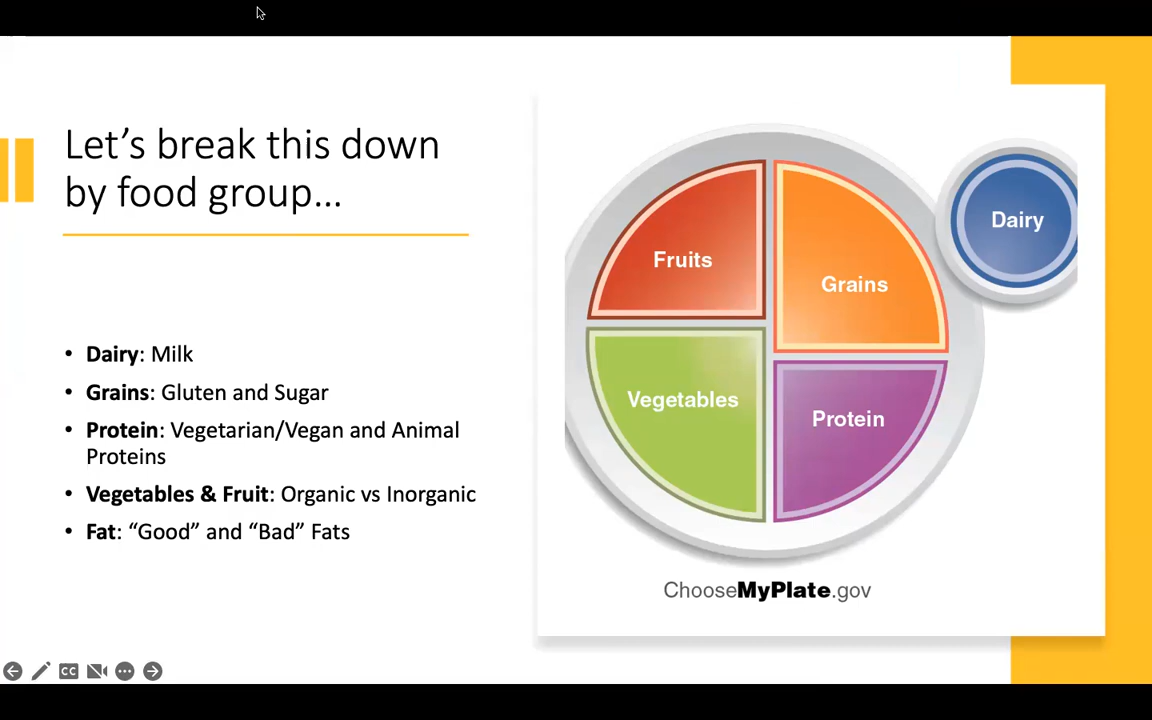 Let’s break this down
by food group...
• Dairy: Milk
• Grains: Gluten and Sugar
• Protein: Vegetarian/Vegan and Animal
Proteins
• Vegetables & Fruit: Organic vs Inorganic
• Fat: “Good” and “Bad” Fats
Fruits
Grains
Dairy
Vegetables
Protein
ChooseMyPlate.gov
CC